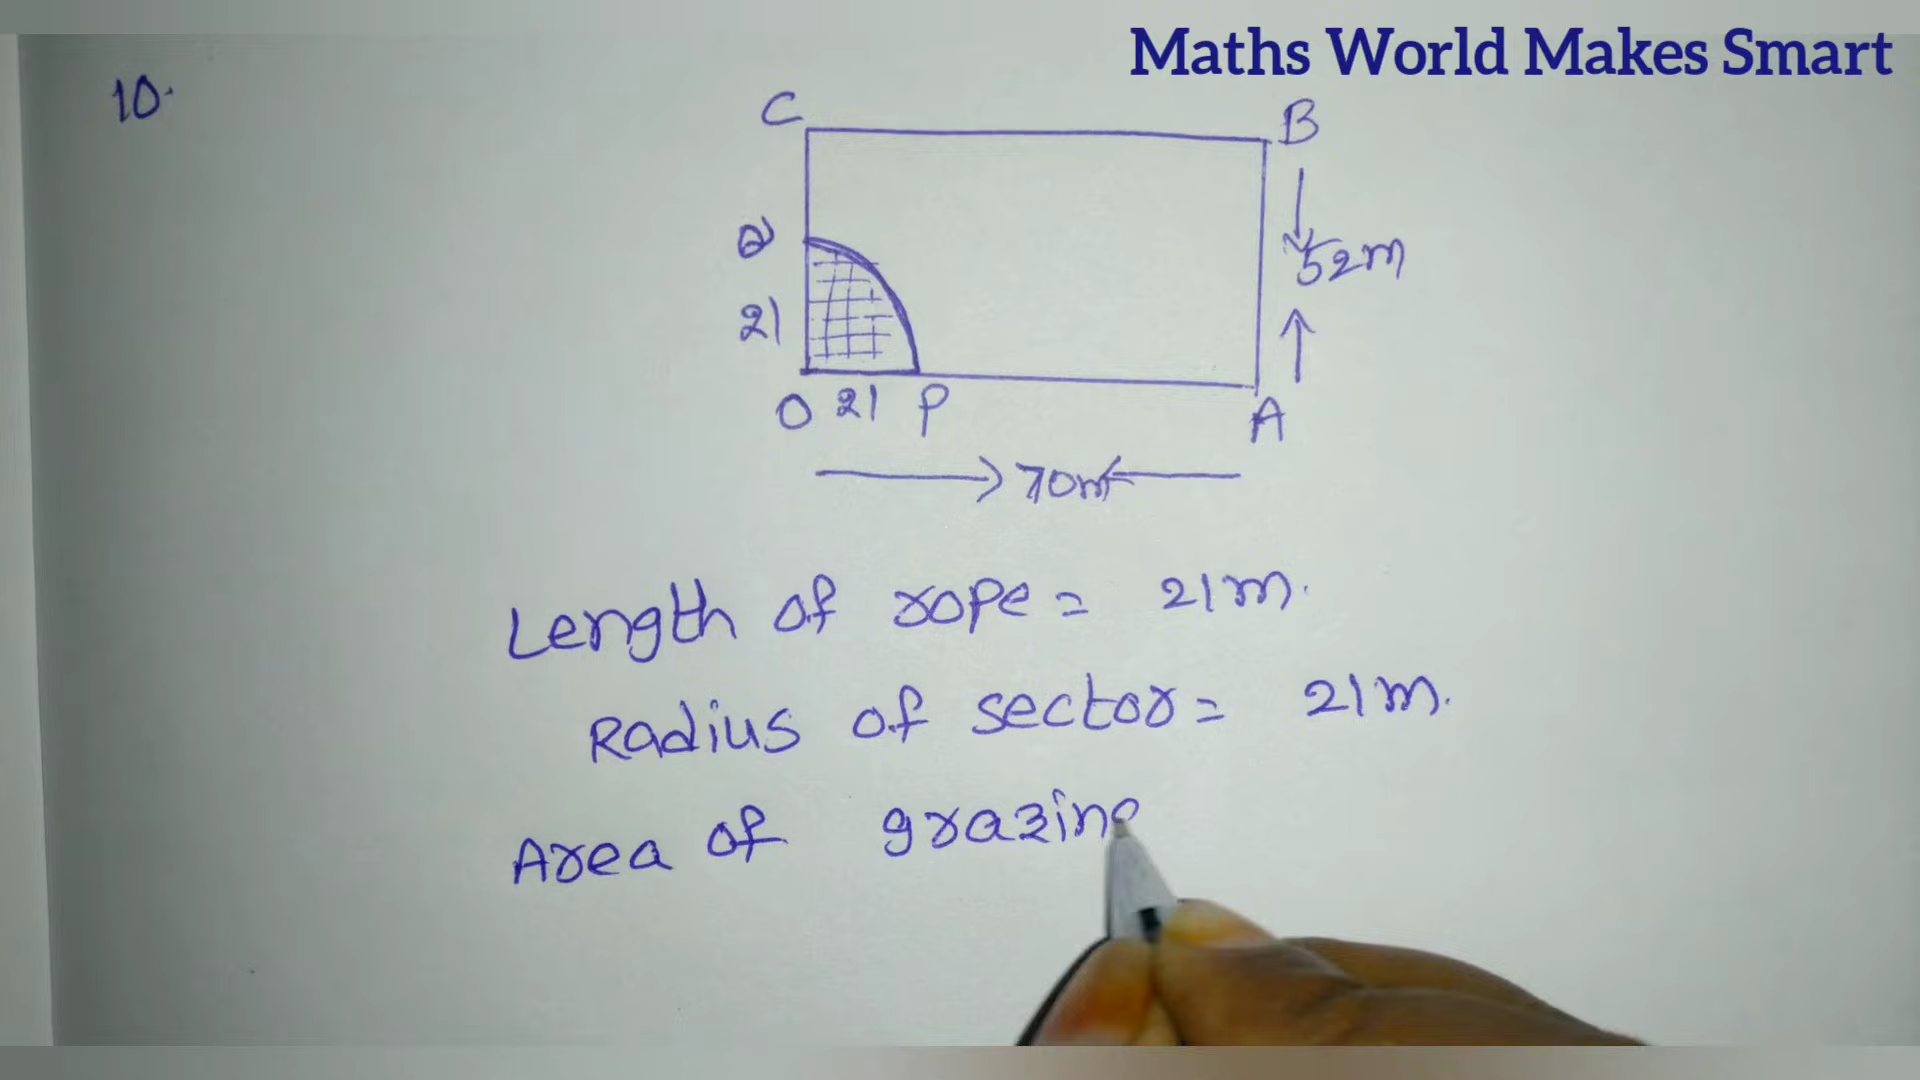 Maths World Makes Smart
10.
C
B
Q
52m
21
O 21 P
A
70m
Length of rope = 21m.
Radius of sector = 21m.
Area of grazing